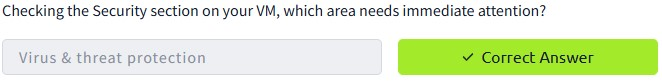 Checking the Security section on your VM, which area needs immediate attention?
Virus & threat protection
✓ Correct Answer